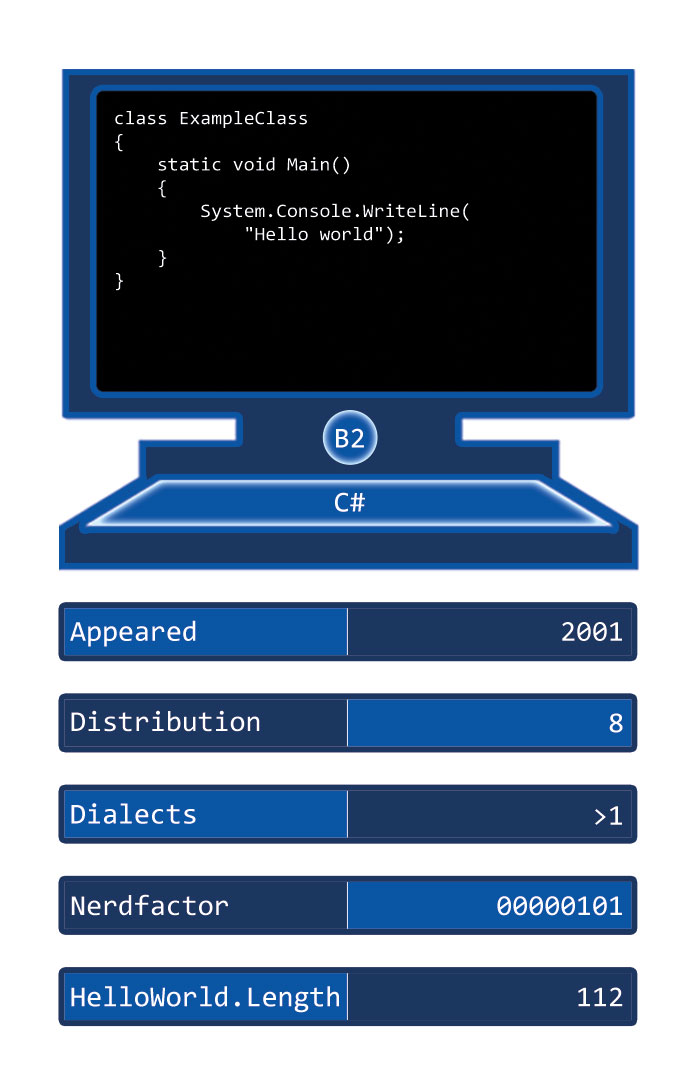 class ExampleClass
{
    static void Main()
    {
        System.Console.WriteLine(
            "Hello world");
    }
}
B2
C#
Appeared 2001
Distribution 8
Dialects >1
Nerdfactor 00000101
HelloWorld.Length 112